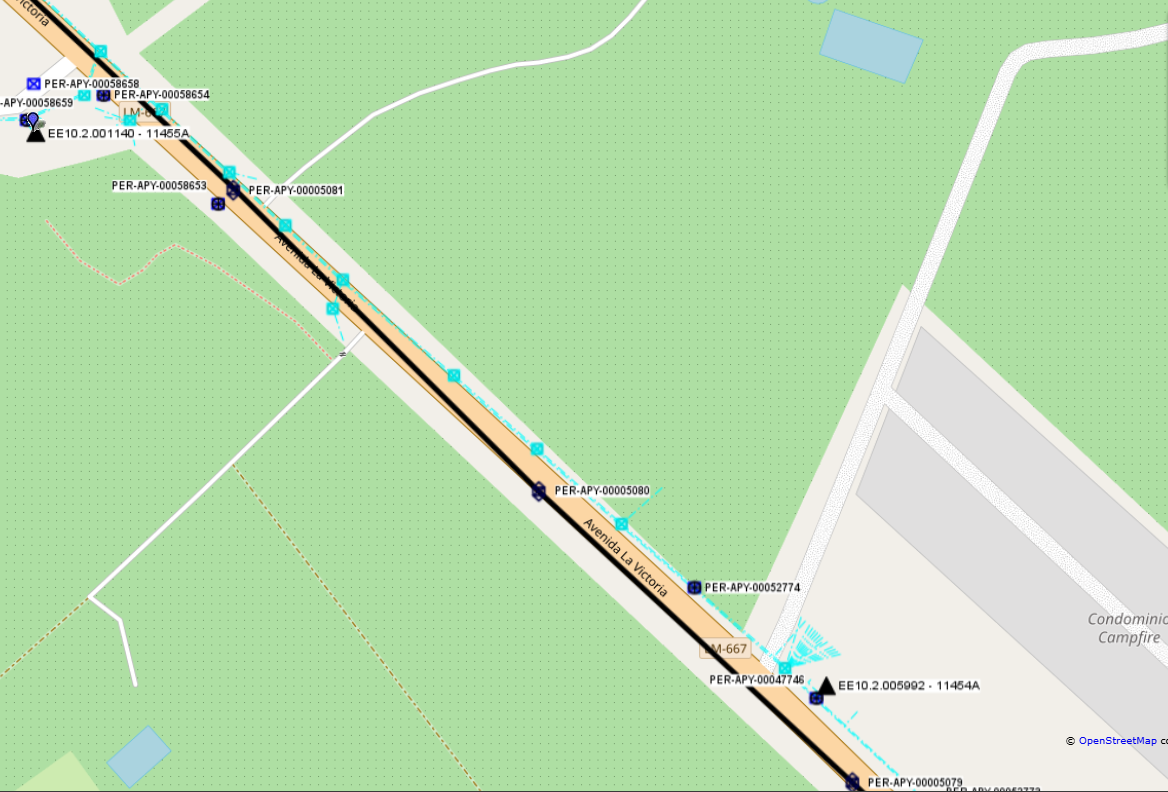 ictoria
PER-APY-00058658
PER-APY-00058654
-APY-00058659
EE10.2.001140 - 11455A
PER-APY-00058653
PER-APY-00005081
Avenida La Victoria
PER-APY-00005080
Avenida La Victoria
PER-APY-00052774
LM-667
Condominio
Campfire
PER-APY-00047746
EE10.2.005992 - 11454A
© OpenStreetMap co
PER-APY-00005079